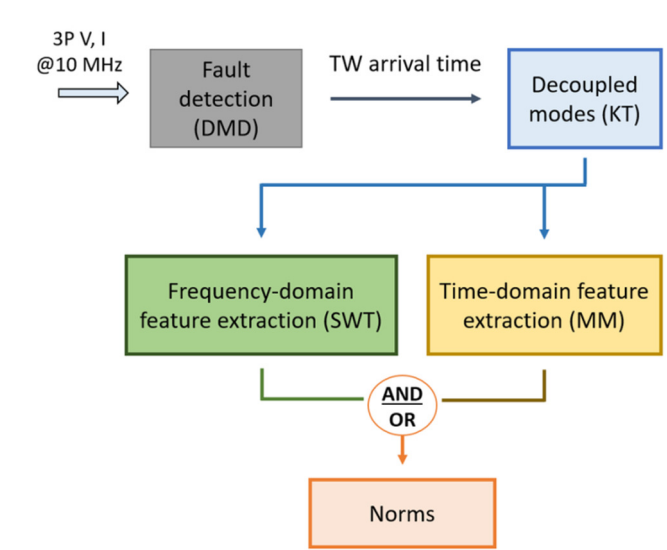 3P V, I
@10 MHz
Fault
detection
(DMD)
TW arrival time
Decoupled
modes (KT)
Frequency-domain
feature extraction (SWT)
Time-domain feature
extraction (MM)
AND
OR
Norms